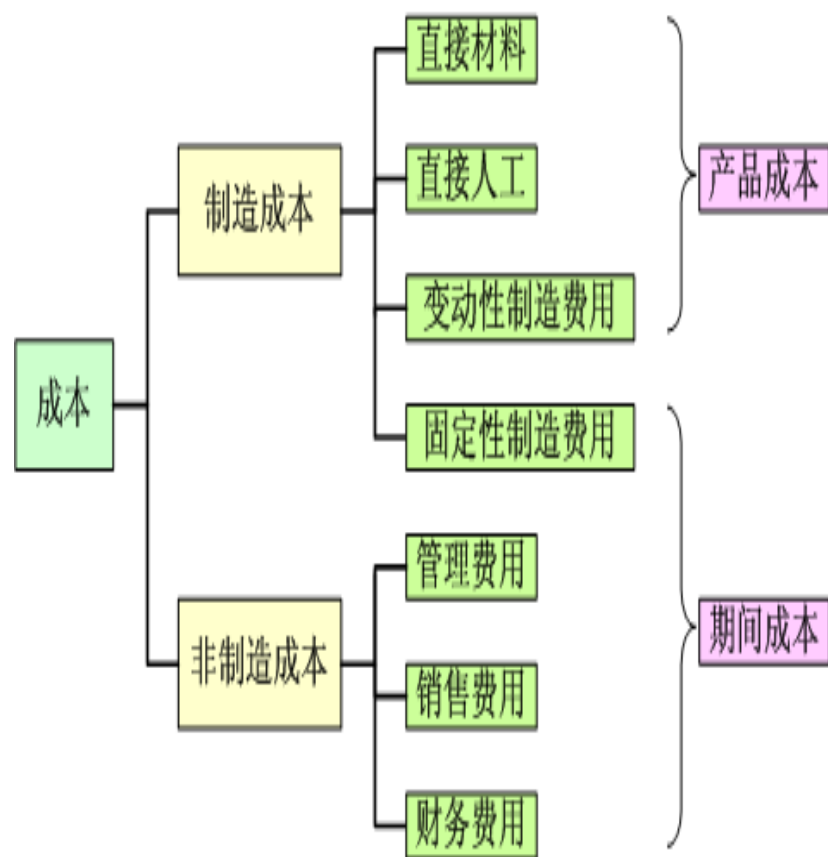 成本
制造成本
直接材料
直接人工
变动性制造费用
固定性制造费用
产品成本
非制造成本
管理费用
销售费用
财务费用
期间成本